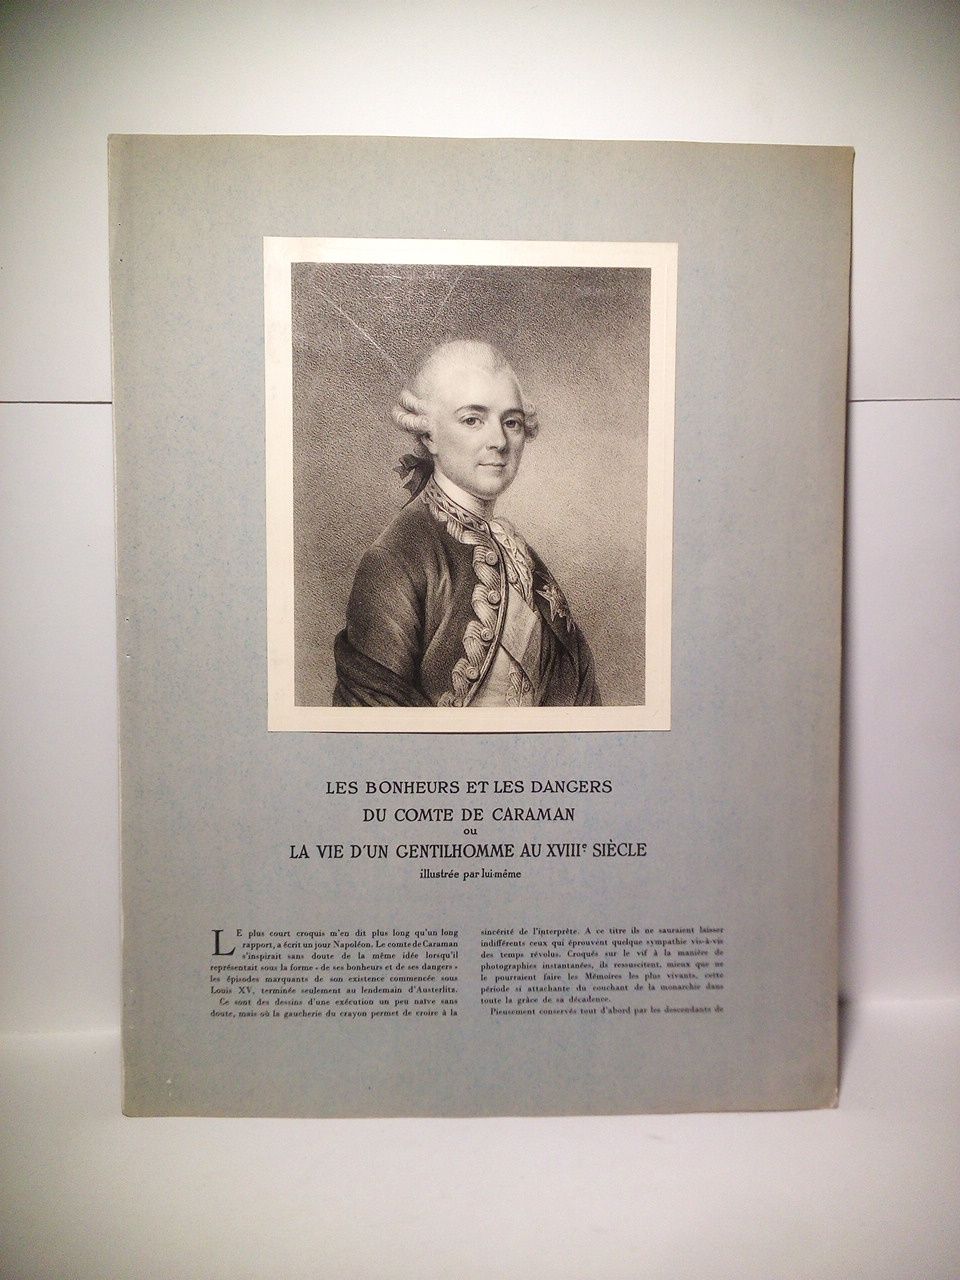 LES BONHEURS ET LES DANGERS
DU COMTE DE CARAMAN
ou
LA VIE D'UN GENTILHOMME AU XVIIIᵉ SIÈCLE
illustrée par lui-même
LE plus court croquis m'en dit plus long qu'un long
rapport, a écrit un jour Napoléon. Le comte de Caraman
s'inspirait sans doute de la même idée lorsqu'il
représentait sous la forme « de ses bonheurs et de ses dangers »
les épisodes marquants de son existence commencée sous
Louis XV, terminée seulement au lendemain d'Austerlitz.
Ce sont des dessins d'une exécution un peu naïve sans
doute, mais où la gaucherie du crayon permet de croire à la
sincérité de l'interprète. A ce titre ils ne sauraient laisser
indifférents ceux qui éprouvent quelque sympathie vis-à-vis
des temps révolus. Croqués sur le vif à la manière de
photographies instantanées, ils ressuscitent, mieux que ne
le pourraient faire les Mémoires les plus vivants, cette
période si attachante du couchant de la monarchie dans
toute la grâce de sa décadence.
Pieusement conservés tout d'abord par les descendants de